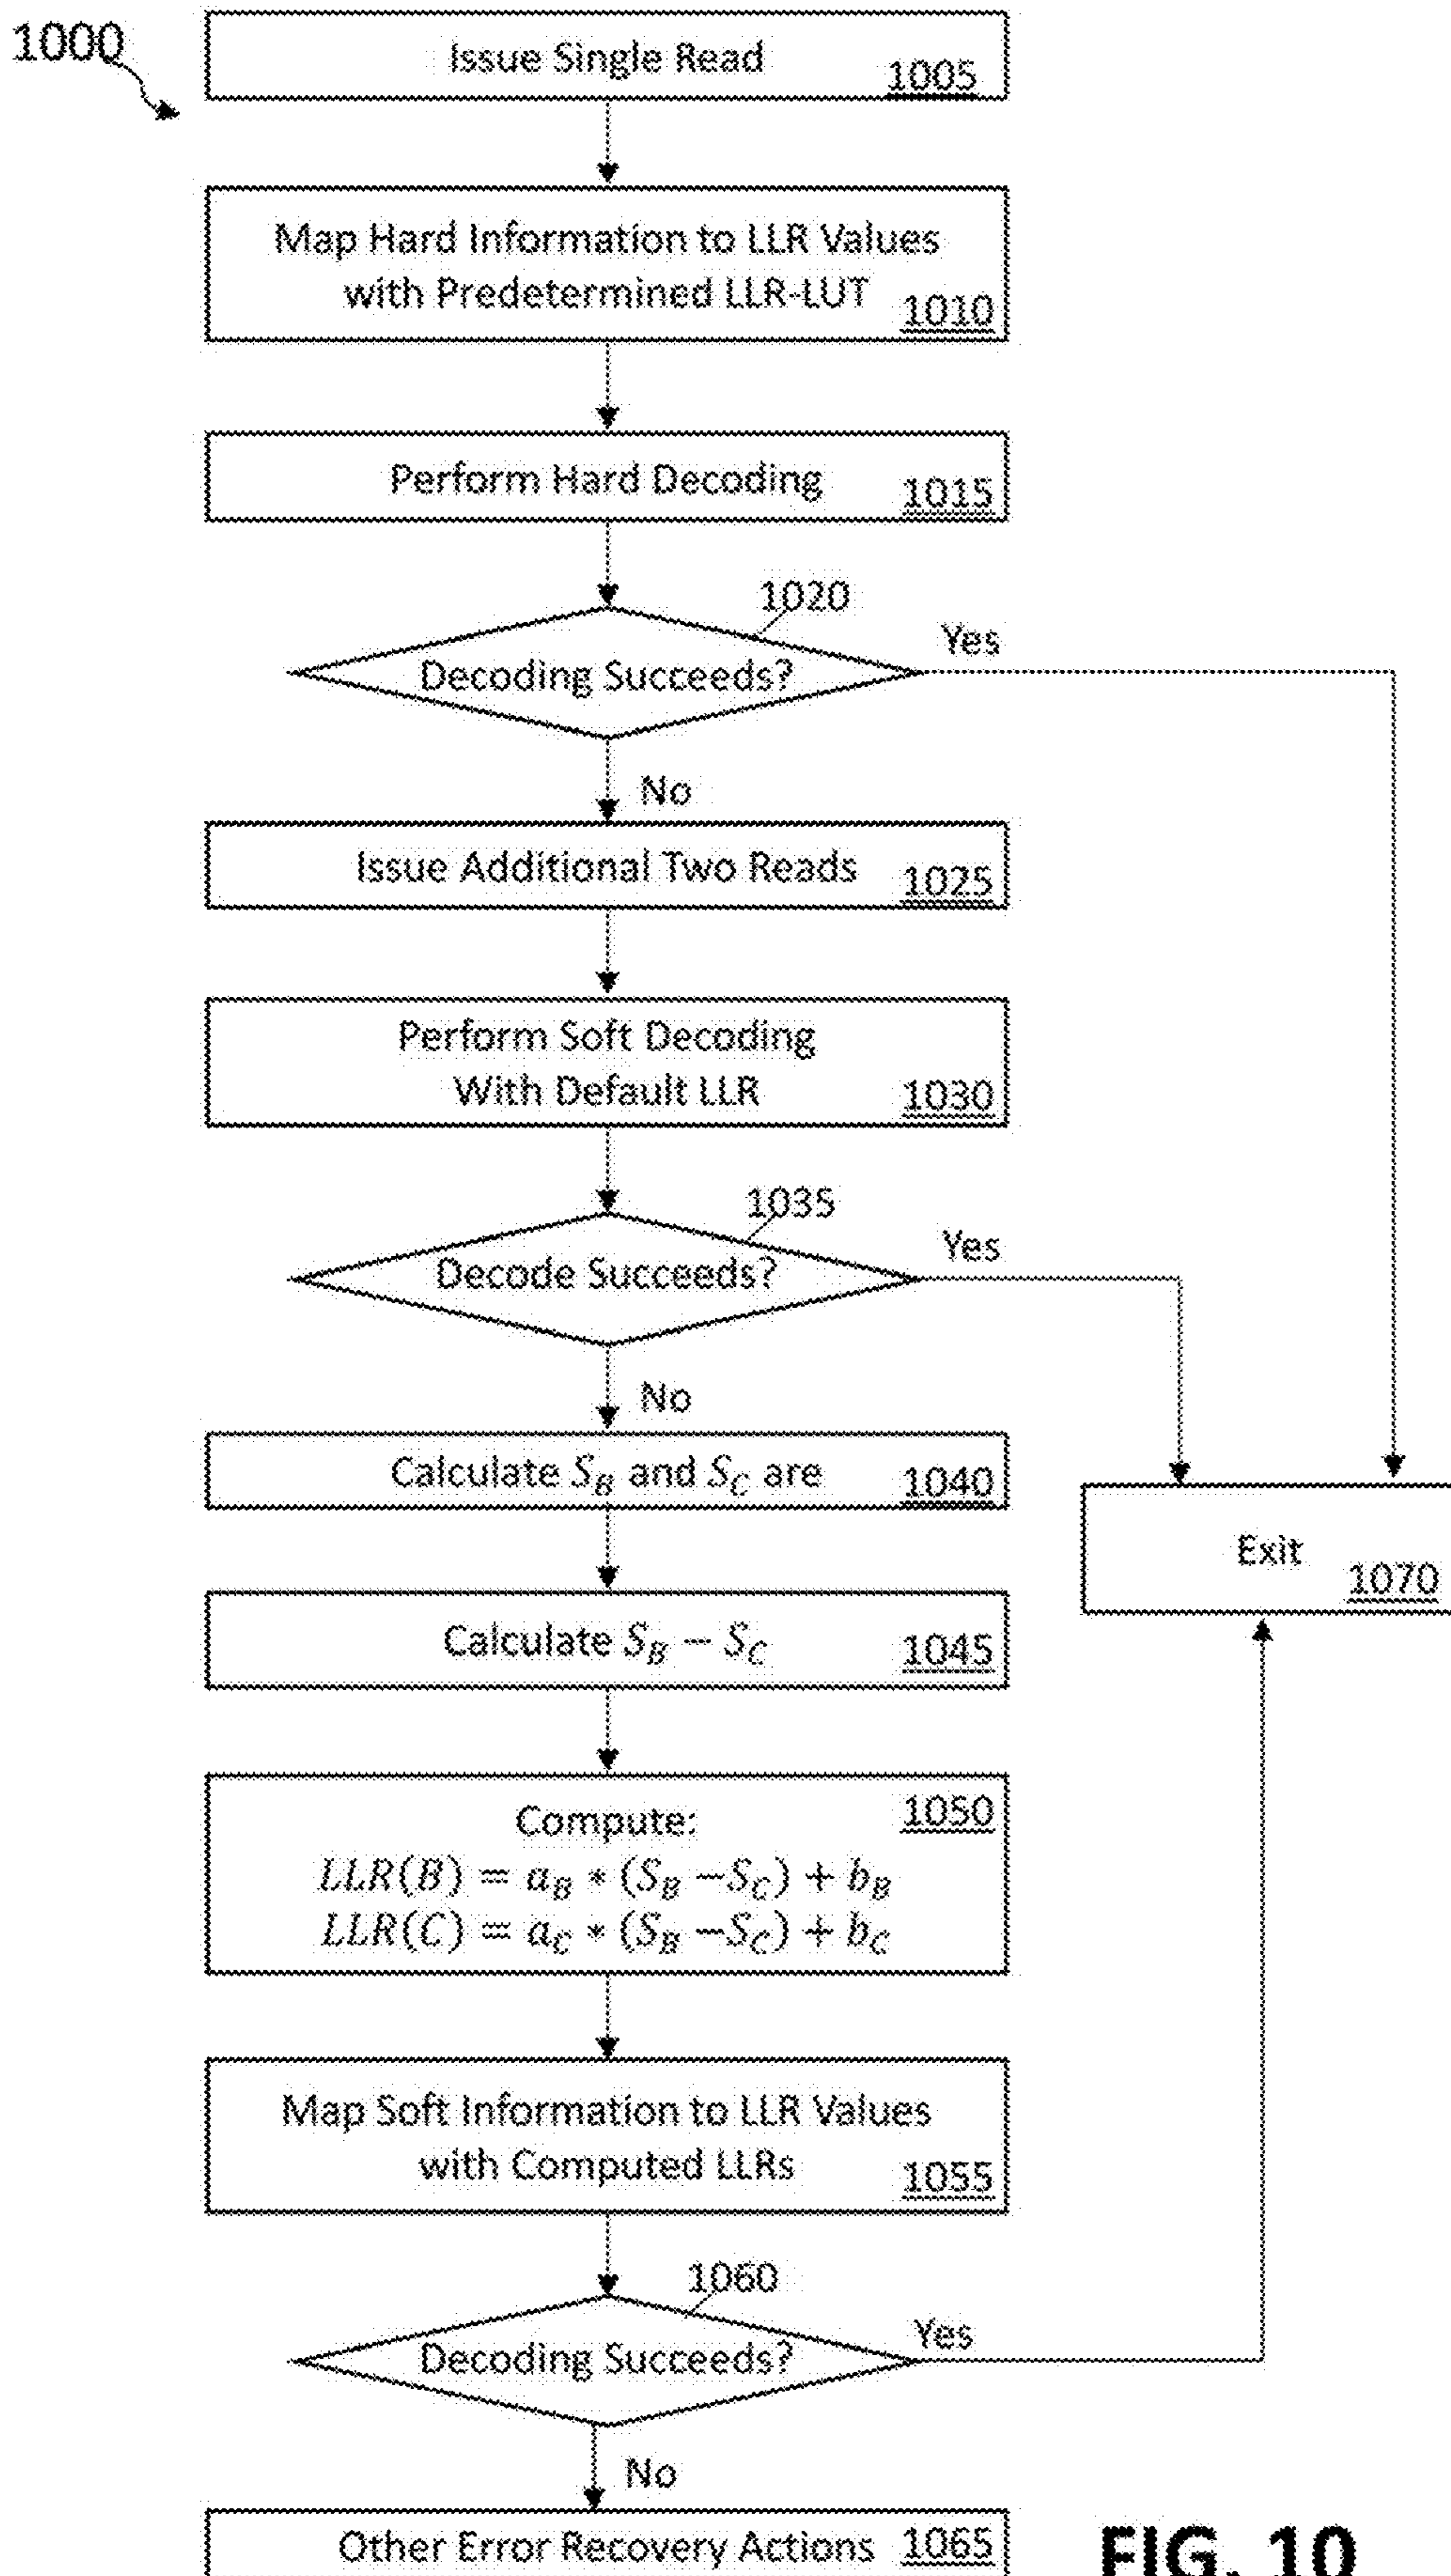 1000
Issue Single Read
1005
Map Hard Information to LLR Values
with Predetermined LLR-LUT
1010
Perform Hard Decoding
1015
1020
Decoding Succeeds?
Yes
No
Issue Additional Two Reads
1025
Perform Soft Decoding
With Default LLR
1030
1035
Decode Succeeds?
Yes
No
Calculate S_B and S_C are
1040
Exit
1070
Calculate S_B − S_C
1045
1050
Compute:
LLR(B) = a_B * (S_B −S_C) + b_B
LLR(C) = a_C * (S_B −S_C) + b_C
Map Soft Information to LLR Values
with Computed LLRs
1055
1060
Decoding Succeeds?
Yes
No
Other Error Recovery Actions
1065
FIG. 10